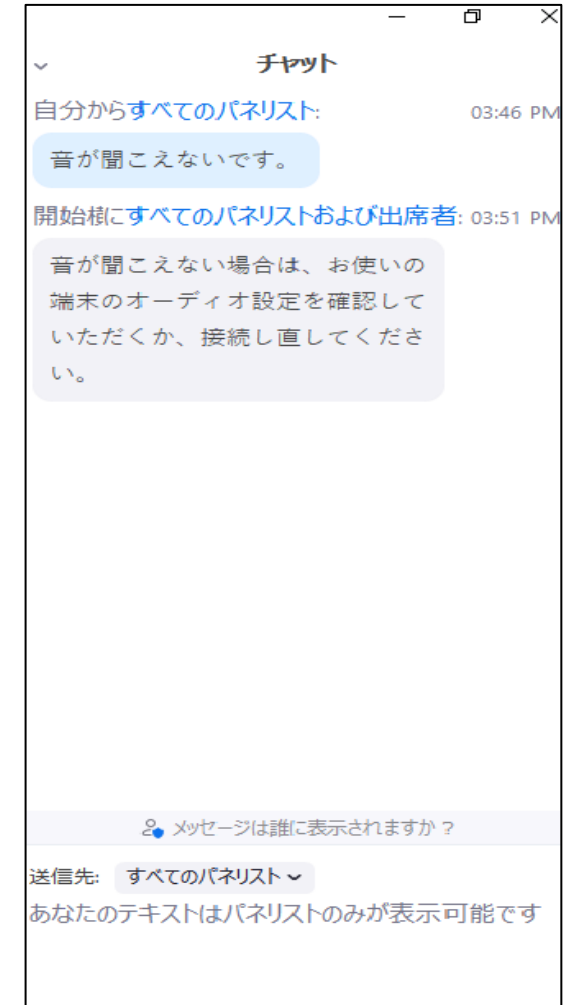 チャット
自分からすべてのパネリスト: 03:46 PM
音が聞こえないです。
開始様にすべてのパネリストおよび出席者: 03:51 PM
音が聞こえない場合は、お使いの
端末のオーディオ設定を確認して
いただくか、接続し直してくださ
い。
メッセージは誰に表示されますか？
送信先: すべてのパネリスト
あなたのテキストはパネリストのみが表示可能です